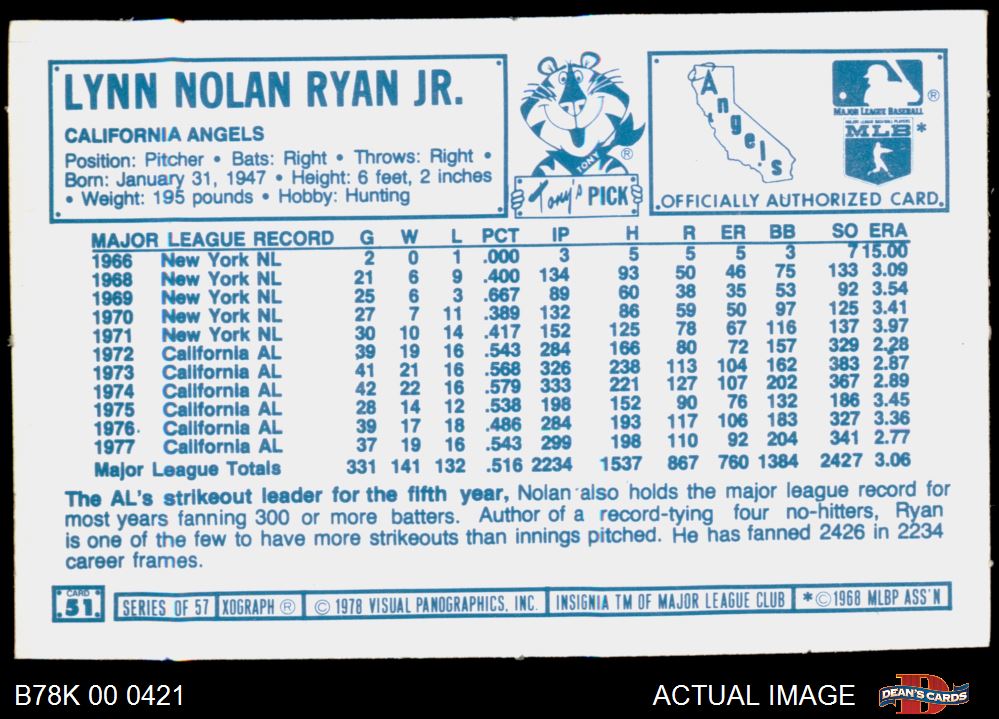 LYNN NOLAN RYAN JR.
CALIFORNIA ANGELS
Position: Pitcher • Bats: Right • Throws: Right •
Born: January 31, 1947 • Height: 6 feet, 2 inches
• Weight: 195 pounds • Hobby: Hunting
TONY
®
Tony's PICK
Angels
®
MAJOR LEAGUE BASEBALL
MAJOR LEAGUE BASEBALL PLAYERS
MLB *
OFFICIALLY AUTHORIZED CARD
MAJOR LEAGUE RECORD G W L PCT IP H R ER BB SO ERA
1966 New York NL 2 0 1 .000 3 5 5 5 3 7 15.00
1968 New York NL 21 6 9 .400 134 93 50 46 75 133 3.09
1969 New York NL 25 6 3 .667 89 60 38 35 53 92 3.54
1970 New York NL 27 7 11 .389 132 86 59 50 97 125 3.41
1971 New York NL 30 10 14 .417 152 125 78 67 116 137 3.97
1972 California AL 39 19 16 .543 284 166 80 72 157 329 2.28
1973 California AL 41 21 16 .568 326 238 113 104 162 383 2.87
1974 California AL 42 22 16 .579 333 221 127 107 202 367 2.89
1975 California AL 28 14 12 .538 198 152 90 76 132 186 3.45
1976 California AL 39 17 18 .486 284 193 117 106 183 327 3.36
1977 California AL 37 19 16 .543 299 198 110 92 204 341 2.77
Major League Totals 331 141 132 .516 2234 1537 867 760 1384 2427 3.06
The AL's strikeout leader for the fifth year, Nolan also holds the major league record for
most years fanning 300 or more batters. Author of a record-tying four no-hitters, Ryan
is one of the few to have more strikeouts than innings pitched. He has fanned 2426 in 2234
career frames.
CARD
51
SERIES OF 57 XOGRAPH ® © 1978 VISUAL PANOGRAPHICS, INC. INSIGNIA TM OF MAJOR LEAGUE CLUB * © 1968 MLBP ASS'N
B78K 00 0421 ACTUAL IMAGE DEAN'S CARDS